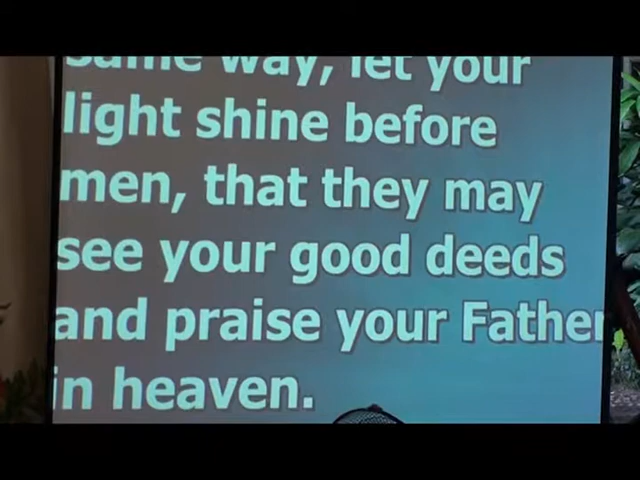 same way, let your
light shine before
men, that they may
see your good deeds
and praise your Father
in heaven.